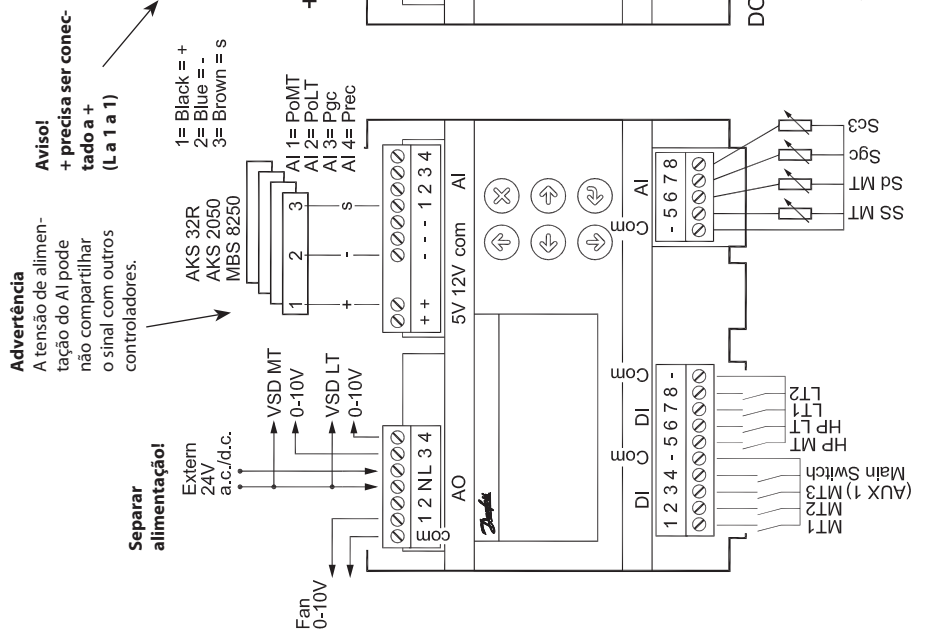 Advertência
A tensão de alimen-
tação do AI pode
não compartilhar
o sinal com outros
controladores.
Aviso!
+ precisa ser conec-
tado a +
(L a 1 a 1)
+
Separar
alimentação!
Extern
24V
a.c./d.c.
AKS 32R
AKS 2050
MBS 8250
1= Black = +
2= Blue = -
3= Brown = s
AI 1= PoMT
AI 2= PoLT
AI 3= Pgc
AI 4= Prec
VSD MT
0-10V
VSD LT
0-10V
Fan
0-10V
1 2 3
+ - s
com 1 2 N L 3 4
AO
+ + - - - 1 2 3 4
5V 12V com AI
Danfoss
DI Com DI Com
1 2 3 4 - 5 6 7 8 -
Com AI
- 5 6 7 8
MT1
MT2
(AUX 1) MT3
Main Switch
HP MT
HP LT
LT1
LT2
SS MT
Sd MT
Sgc
Sc3